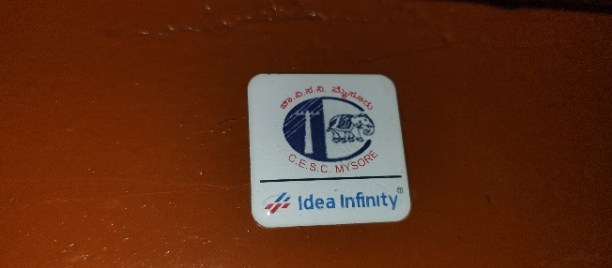 ಚಾ.ವಿ.ಸ.ನಿ. ಮೈಸೂರು
C.E.S.C. MYSORE
Idea Infinity®